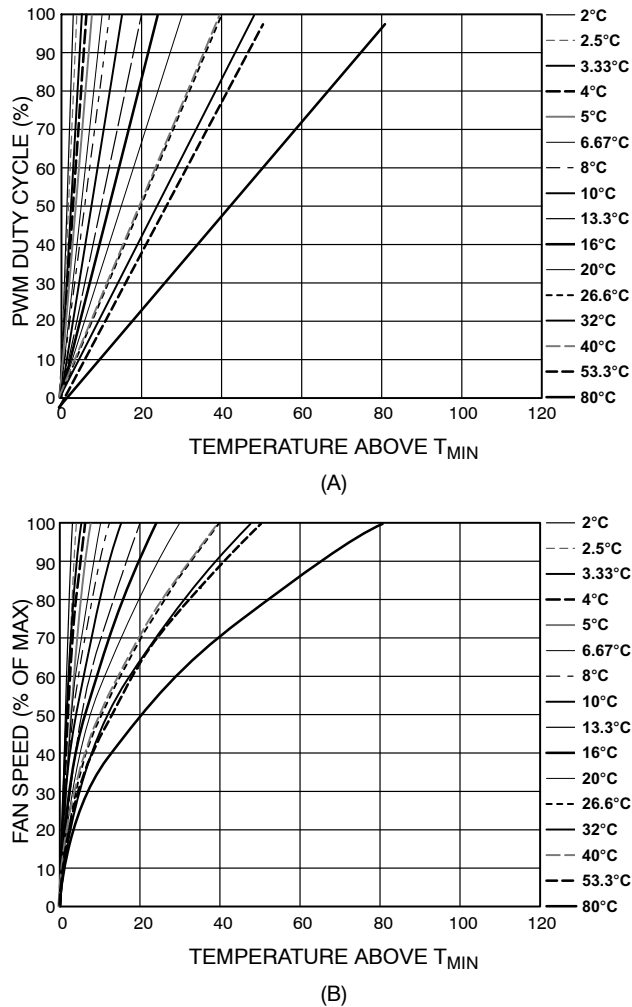 PWM DUTY CYCLE (%)
100
90
80
70
60
50
40
30
20
10
0
0 20 40 60 80 100 120
TEMPERATURE ABOVE TMIN
(A)
2°C
2.5°C
3.33°C
4°C
5°C
6.67°C
8°C
10°C
13.3°C
16°C
20°C
26.6°C
32°C
40°C
53.3°C
80°C
FAN SPEED (% OF MAX)
100
90
80
70
60
50
40
30
20
10
0
0 20 40 60 80 100 120
TEMPERATURE ABOVE TMIN
(B)
2°C
2.5°C
3.33°C
4°C
5°C
6.67°C
8°C
10°C
13.3°C
16°C
20°C
26.6°C
32°C
40°C
53.3°C
80°C